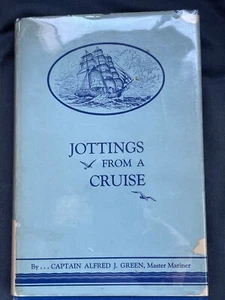 JOTTINGS
FROM A
CRUISE
By . . . CAPTAIN ALFRED J. GREEN, Master Mariner